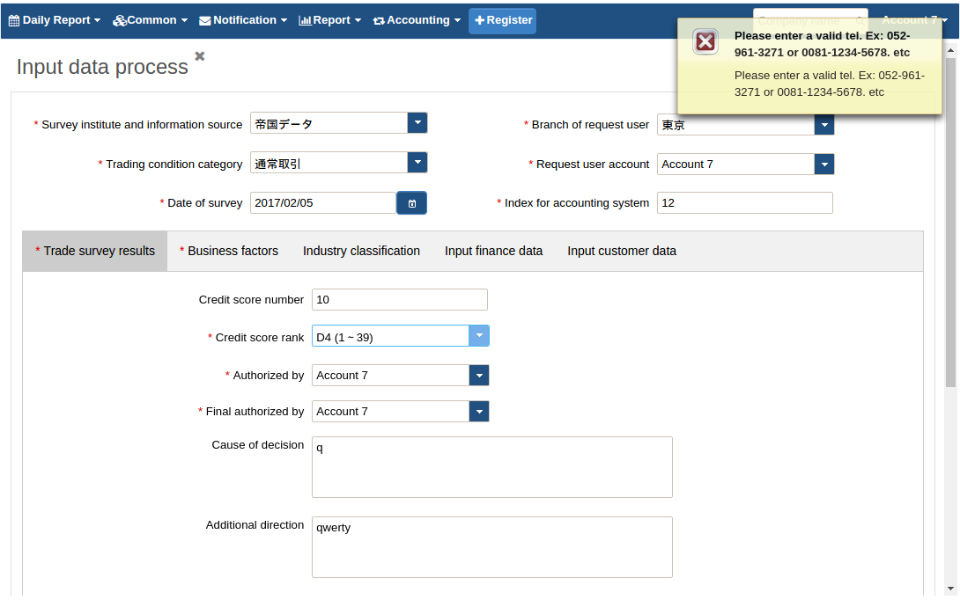 Daily Report Common Notification Report Accounting Register Company name Account 7
Please enter a valid tel. Ex: 052-
961-3271 or 0081-1234-5678. etc
Please enter a valid tel. Ex: 052-961-
3271 or 0081-1234-5678. etc
Input data process
* Survey institute and information source 帝国データ * Branch of request user 東京
* Trading condition category 通常取引 * Request user account Account 7
* Date of survey 2017/02/05 * Index for accounting system 12
* Trade survey results * Business factors Industry classification Input finance data Input customer data
Credit score number 10
* Credit score rank D4 (1 ~ 39)
* Authorized by Account 7
* Final authorized by Account 7
Cause of decision q
Additional direction qwerty